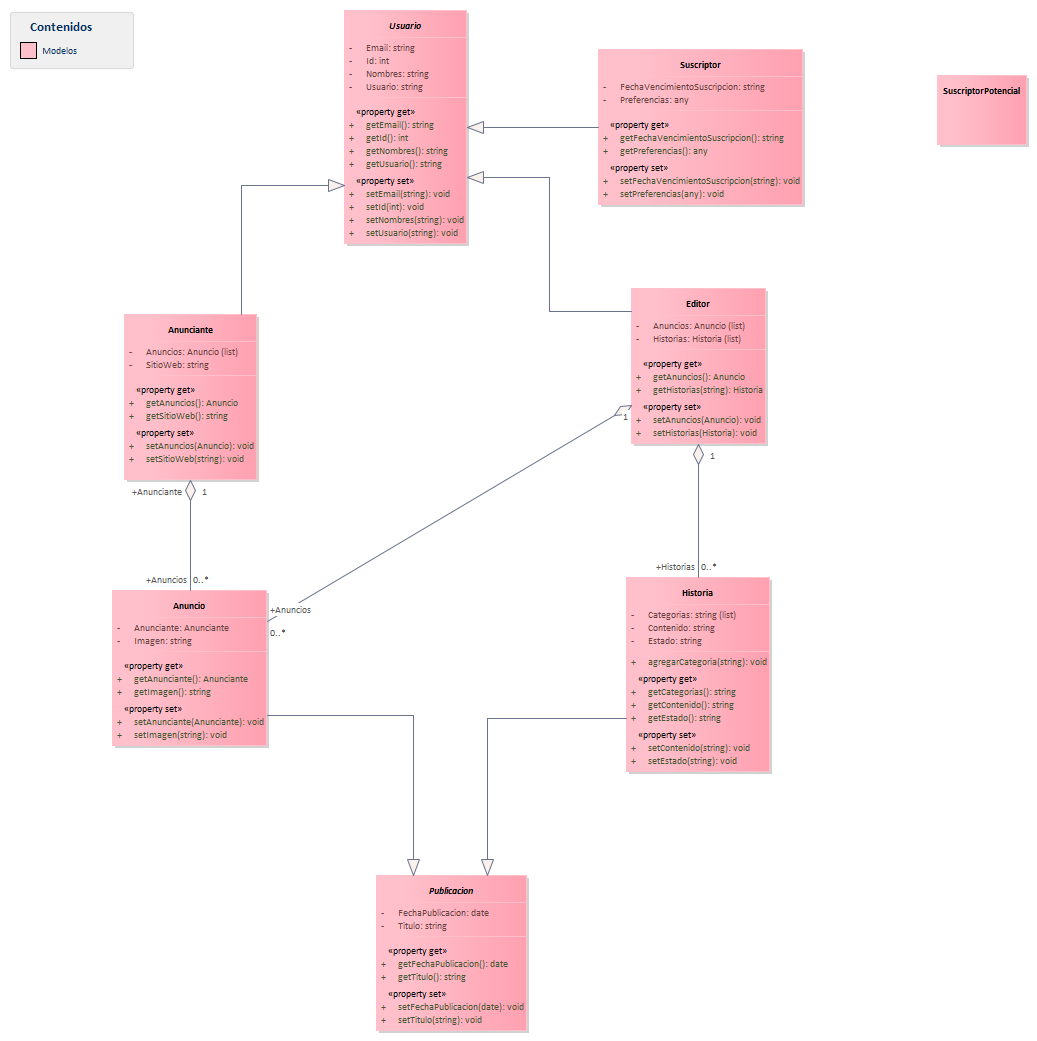 Contenidos
Modelos
Usuario
- Email: string
- Id: int
- Nombres: string
- Usuario: string
«property get»
+ getEmail(): string
+ getId(): int
+ getNombres(): string
+ getUsuario(): string
«property set»
+ setEmail(string): void
+ setId(int): void
+ setNombres(string): void
+ setUsuario(string): void
Suscriptor
- FechaVencimientoSuscripcion: string
- Preferencias: any
«property get»
+ getFechaVencimientoSuscripcion(): string
+ getPreferencias(): any
«property set»
+ setFechaVencimientoSuscripcion(string): void
+ setPreferencias(any): void
SuscriptorPotencial
Anunciante
- Anuncios: Anuncio (list)
- SitioWeb: string
«property get»
+ getAnuncios(): Anuncio
+ getSitioWeb(): string
«property set»
+ setAnuncios(Anuncio): void
+ setSitioWeb(string): void
Editor
- Anuncios: Anuncio (list)
- Historias: Historia (list)
«property get»
+ getAnuncios(): Anuncio
+ getHistorias(string): Historia
«property set»
+ setAnuncios(Anuncio): void
+ setHistorias(Historia): void
1
1
+Anunciante 1
+Anuncios 0..*
+Historias 0..*
+Anuncios
0..*
Anuncio
- Anunciante: Anunciante
- Imagen: string
«property get»
+ getAnunciante(): Anunciante
+ getImagen(): string
«property set»
+ setAnunciante(Anunciante): void
+ setImagen(string): void
Historia
- Categorias: string (list)
- Contenido: string
- Estado: string
+ agregarCategoria(string): void
«property get»
+ getCategorias(): string
+ getContenido(): string
+ getEstado(): string
«property set»
+ setContenido(string): void
+ setEstado(string): void
Publicacion
- FechaPublicacion: date
- Titulo: string
«property get»
+ getFechaPublicacion(): date
+ getTitulo(): string
«property set»
+ setFechaPublicacion(date): void
+ setTitulo(string): void